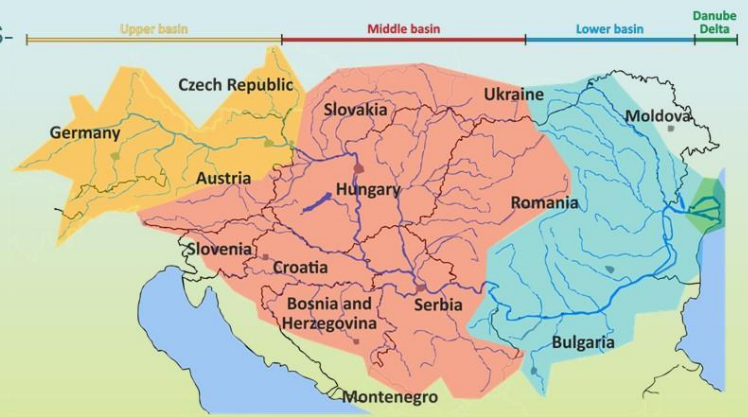 S-
Upper basin
Middle basin
Lower basin
Danube
Delta
Czech Republic
Ukraine
Slovakia
Moldova
Germany
Austria
Hungary
Romania
Slovenia
Croatia
Bosnia and
Herzegovina
Serbia
Bulgaria
Montenegro